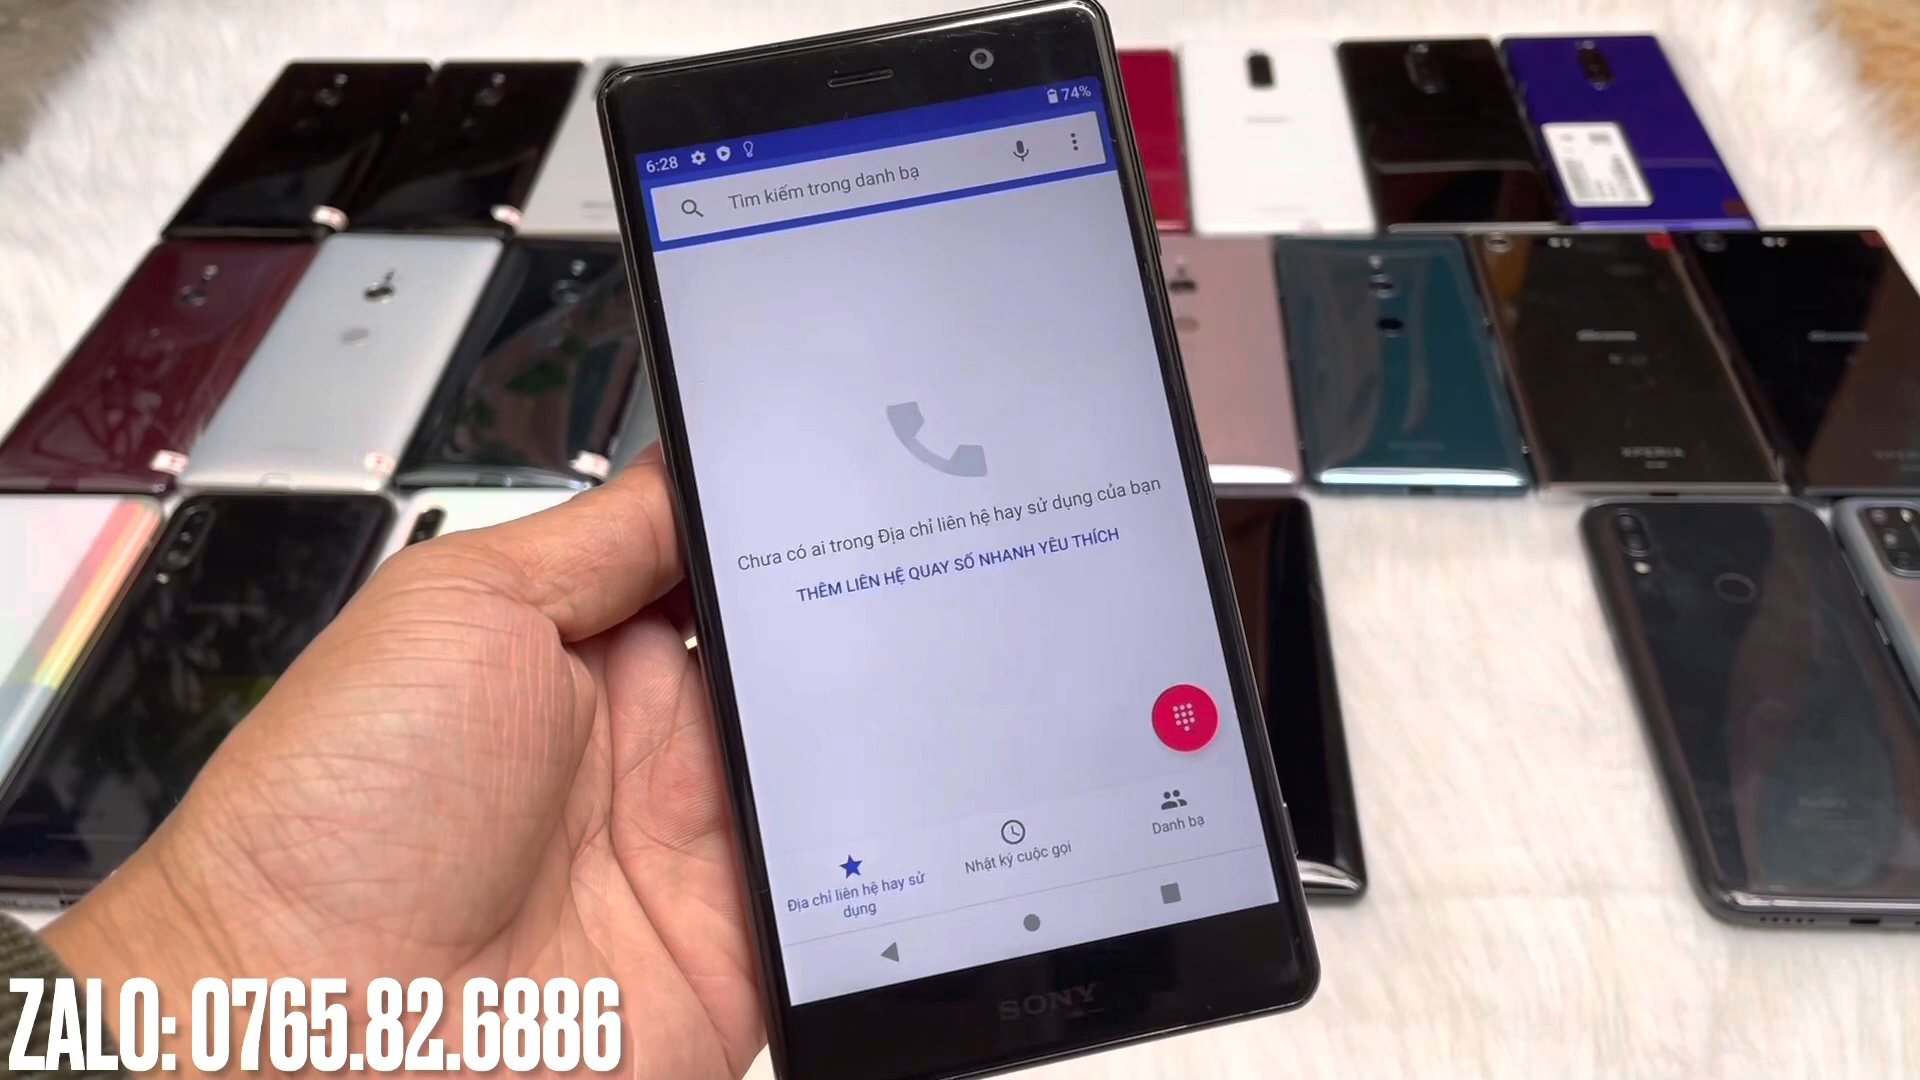 6:28
74%
Tìm kiếm trong danh bạ
Chưa có ai trong Địa chỉ liên hệ hay sử dụng của bạn
THÊM LIÊN HỆ QUAY SỐ NHANH YÊU THÍCH
Địa chỉ liên hệ hay sử
dụng
Nhật ký cuộc gọi
Danh bạ
SONY
XPERIA
ZALO: 0765.82.6886